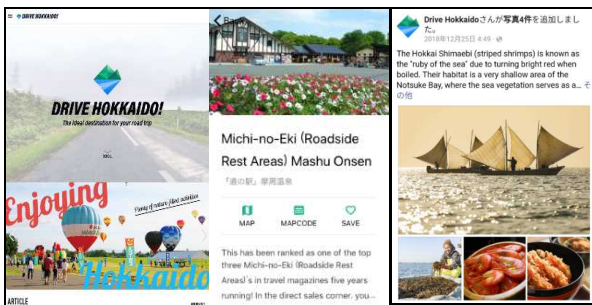 DRIVE HOKKAIDO!
DRIVE HOKKAIDO!
The ideal destination for your road trip
Enjoying
Plenty of nature-filled activities
Hokkaido
ARTICLE
Michi-no-Eki (Roadside
Rest Areas) Mashu Onsen
「道の駅」摩周温泉
MAP
MAPCODE
SAVE
This has been ranked as one of the top
three Michi-no-Eki (Roadside Rest
Areas)'s in travel magazines five years
running! In the direct sales corner, you...
Drive Hokkaidoさんが写真4件を追加しまし
た。
2018年12月25日 4:49
The Hokkai Shimaebi (striped shrimps) is known as
the "ruby of the sea" due to turning bright red when
boiled. Their habitat is a very shallow area of the
Notsuke Bay, where the sea vegetation serves as a... そ
の他